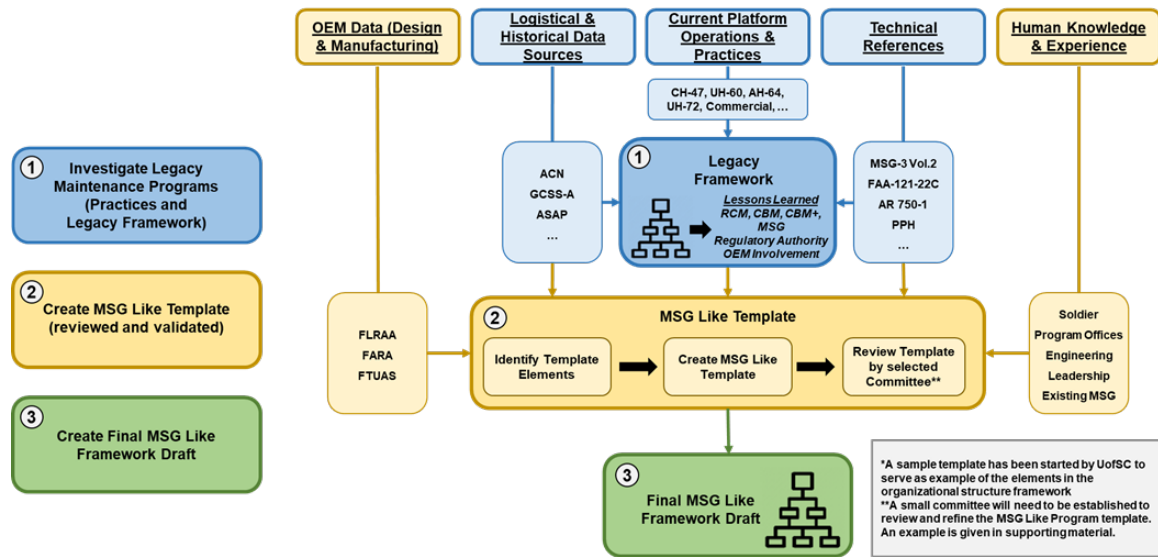 OEM Data (Design
& Manufacturing)
Logistical &
Historical Data
Sources
Current Platform
Operations &
Practices
Technical
References
Human Knowledge
& Experience
CH-47, UH-60, AH-64,
UH-72, Commercial, ...
1
Investigate Legacy
Maintenance Programs
(Practices and
Legacy Framework)
ACN
GCSS-A
ASAP
...
1
Legacy
Framework
Lessons Learned
RCM, CBM, CBM+,
MSG
Regulatory Authority
OEM Involvement
MSG-3 Vol.2
FAA-121-22C
AR 750-1
PPH
...
2
Create MSG Like Template
(reviewed and validated)
FLRAA
FARA
FTUAS
2
MSG Like Template
Identify Template
Elements
Create MSG Like
Template
Review Template
by selected
Committee**
Soldier
Program Offices
Engineering
Leadership
Existing MSG
3
Create Final MSG Like
Framework Draft
3
Final MSG Like
Framework Draft
*A sample template has been started by UofSC to
serve as example of the elements in the
organizational structure framework
**A small committee will need to be established to
review and refine the MSG Like Program template.
An example is given in supporting material.